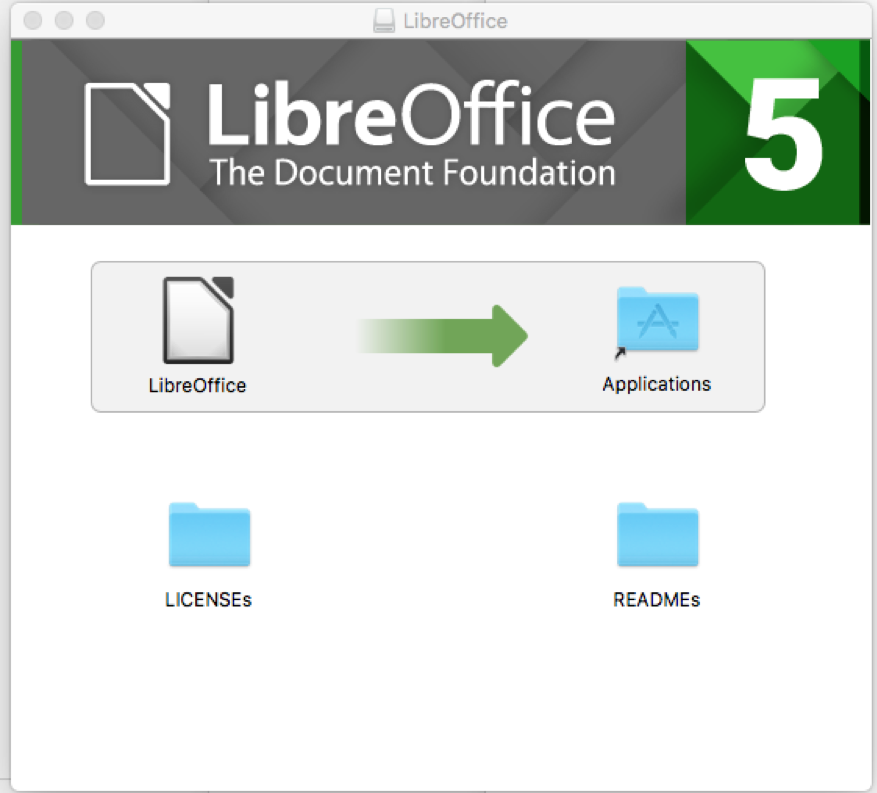 LibreOffice
LibreOffice
The Document Foundation
5
LibreOffice
Applications
LICENSEs
READMEs